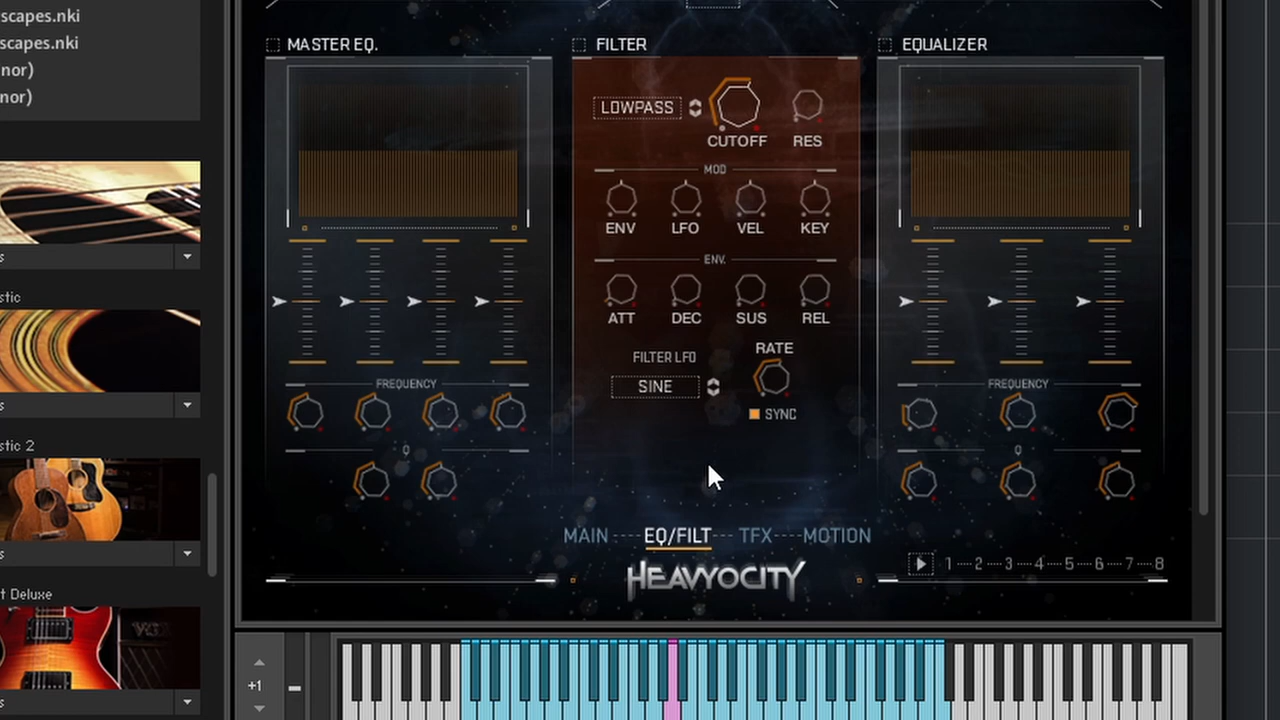 scapes.nki
scapes.nki
nor)
nor)
s
stic
s
stic 2
s
t Deluxe
s
MASTER EQ.
FREQUENCY
Q
FILTER
LOWPASS
CUTOFF RES
MOD
ENV LFO VEL KEY
ENV.
ATT DEC SUS REL
FILTER LFO RATE
SINE
SYNC
EQUALIZER
FREQUENCY
Q
MAIN EQ/FILT TFX MOTION
HEAVYOCITY
1 2 3 4 5 6 7 8
+1